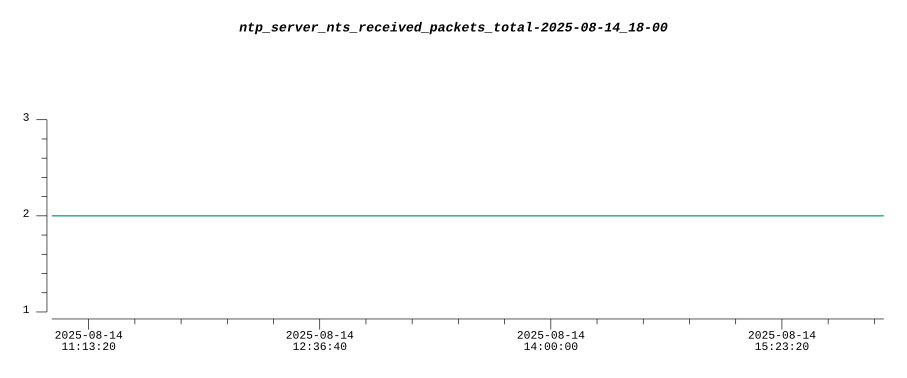 ntp_server_nts_received_packets_total-2025-08-14_18-00
3
2
1
2025-08-14 2025-08-14 2025-08-14 2025-08-14
11:13:20 12:36:40 14:00:00 15:23:20